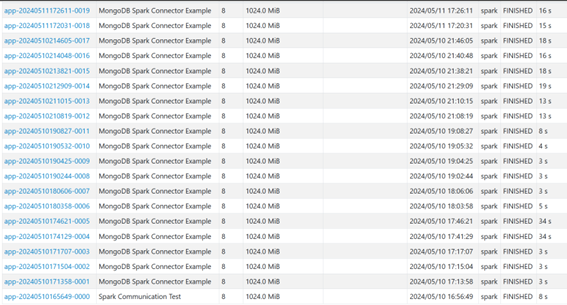 app-20240511172611-0019 MongoDB Spark Connector Example 8 1024.0 MiB 2024/05/11 17:26:11 spark FINISHED 16 s
app-20240511172031-0018 MongoDB Spark Connector Example 8 1024.0 MiB 2024/05/11 17:20:31 spark FINISHED 15 s
app-20240510214605-0017 MongoDB Spark Connector Example 8 1024.0 MiB 2024/05/10 21:46:05 spark FINISHED 18 s
app-20240510214048-0016 MongoDB Spark Connector Example 8 1024.0 MiB 2024/05/10 21:40:48 spark FINISHED 16 s
app-20240510213821-0015 MongoDB Spark Connector Example 8 1024.0 MiB 2024/05/10 21:38:21 spark FINISHED 18 s
app-20240510212909-0014 MongoDB Spark Connector Example 8 1024.0 MiB 2024/05/10 21:29:09 spark FINISHED 19 s
app-20240510211015-0013 MongoDB Spark Connector Example 8 1024.0 MiB 2024/05/10 21:10:15 spark FINISHED 13 s
app-20240510210819-0012 MongoDB Spark Connector Example 8 1024.0 MiB 2024/05/10 21:08:19 spark FINISHED 13 s
app-20240510190827-0011 MongoDB Spark Connector Example 8 1024.0 MiB 2024/05/10 19:08:27 spark FINISHED 8 s
app-20240510190532-0010 MongoDB Spark Connector Example 8 1024.0 MiB 2024/05/10 19:05:32 spark FINISHED 4 s
app-20240510190425-0009 MongoDB Spark Connector Example 8 1024.0 MiB 2024/05/10 19:04:25 spark FINISHED 3 s
app-20240510190244-0008 MongoDB Spark Connector Example 8 1024.0 MiB 2024/05/10 19:02:44 spark FINISHED 3 s
app-20240510180606-0007 MongoDB Spark Connector Example 8 1024.0 MiB 2024/05/10 18:06:06 spark FINISHED 3 s
app-20240510180358-0006 MongoDB Spark Connector Example 8 1024.0 MiB 2024/05/10 18:03:58 spark FINISHED 5 s
app-20240510174621-0005 MongoDB Spark Connector Example 8 1024.0 MiB 2024/05/10 17:46:21 spark FINISHED 34 s
app-20240510174129-0004 MongoDB Spark Connector Example 8 1024.0 MiB 2024/05/10 17:41:29 spark FINISHED 34 s
app-20240510171707-0003 MongoDB Spark Connector Example 8 1024.0 MiB 2024/05/10 17:17:07 spark FINISHED 3 s
app-20240510171504-0002 MongoDB Spark Connector Example 8 1024.0 MiB 2024/05/10 17:15:04 spark FINISHED 3 s
app-20240510171358-0001 MongoDB Spark Connector Example 8 1024.0 MiB 2024/05/10 17:13:58 spark FINISHED 3 s
app-20240510165649-0000 Spark Communication Test 8 1024.0 MiB 2024/05/10 16:56:49 spark FINISHED 8 s